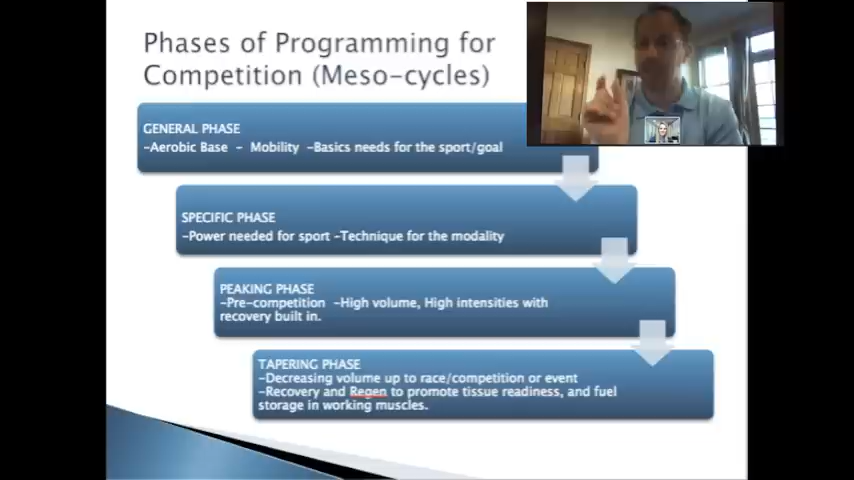 Phases of Programming for
Competition (Meso-cycles)
GENERAL PHASE
-Aerobic Base - Mobility -Basics needs for the sport/goal
SPECIFIC PHASE
-Power needed for sport -Technique for the modality
PEAKING PHASE
-Pre-competition -High volume, High intensities with
recovery built in.
TAPERING PHASE
-Decreasing volume up to race/competition or event
-Recovery and Regen to promote tissue readiness, and fuel
storage in working muscles.